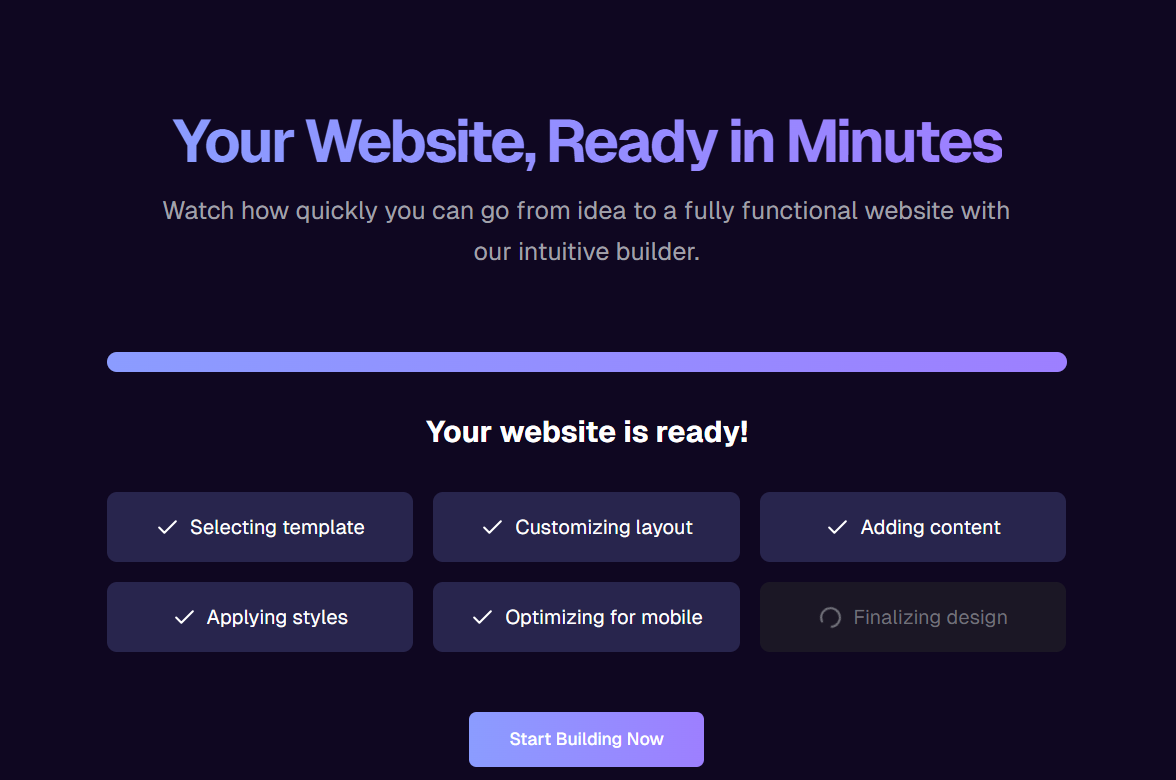 Your Website, Ready in Minutes
Watch how quickly you can go from idea to a fully functional website with
our intuitive builder.
Your website is ready!
Selecting template
Customizing layout
Adding content
Applying styles
Optimizing for mobile
Finalizing design
Start Building Now